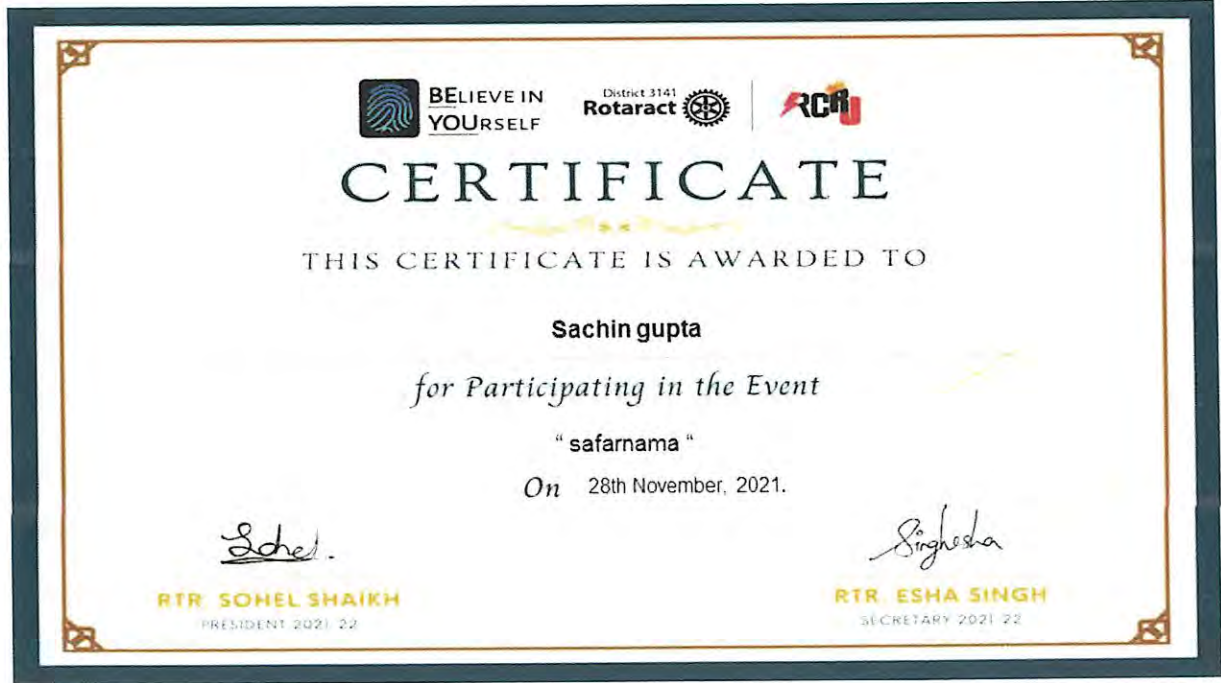 BELIEVE IN
YOURSELF
District 3141
Rotaract
RCRJ
CERTIFICATE
THIS CERTIFICATE IS AWARDED TO
Sachin gupta
for Participating in the Event
“ safarnama “
On 28th November, 2021.
Sohel.
Singhesha
RTR. SOHEL SHAIKH
PRESIDENT 2021-22
RTR. ESHA SINGH
SECRETARY 2021-22